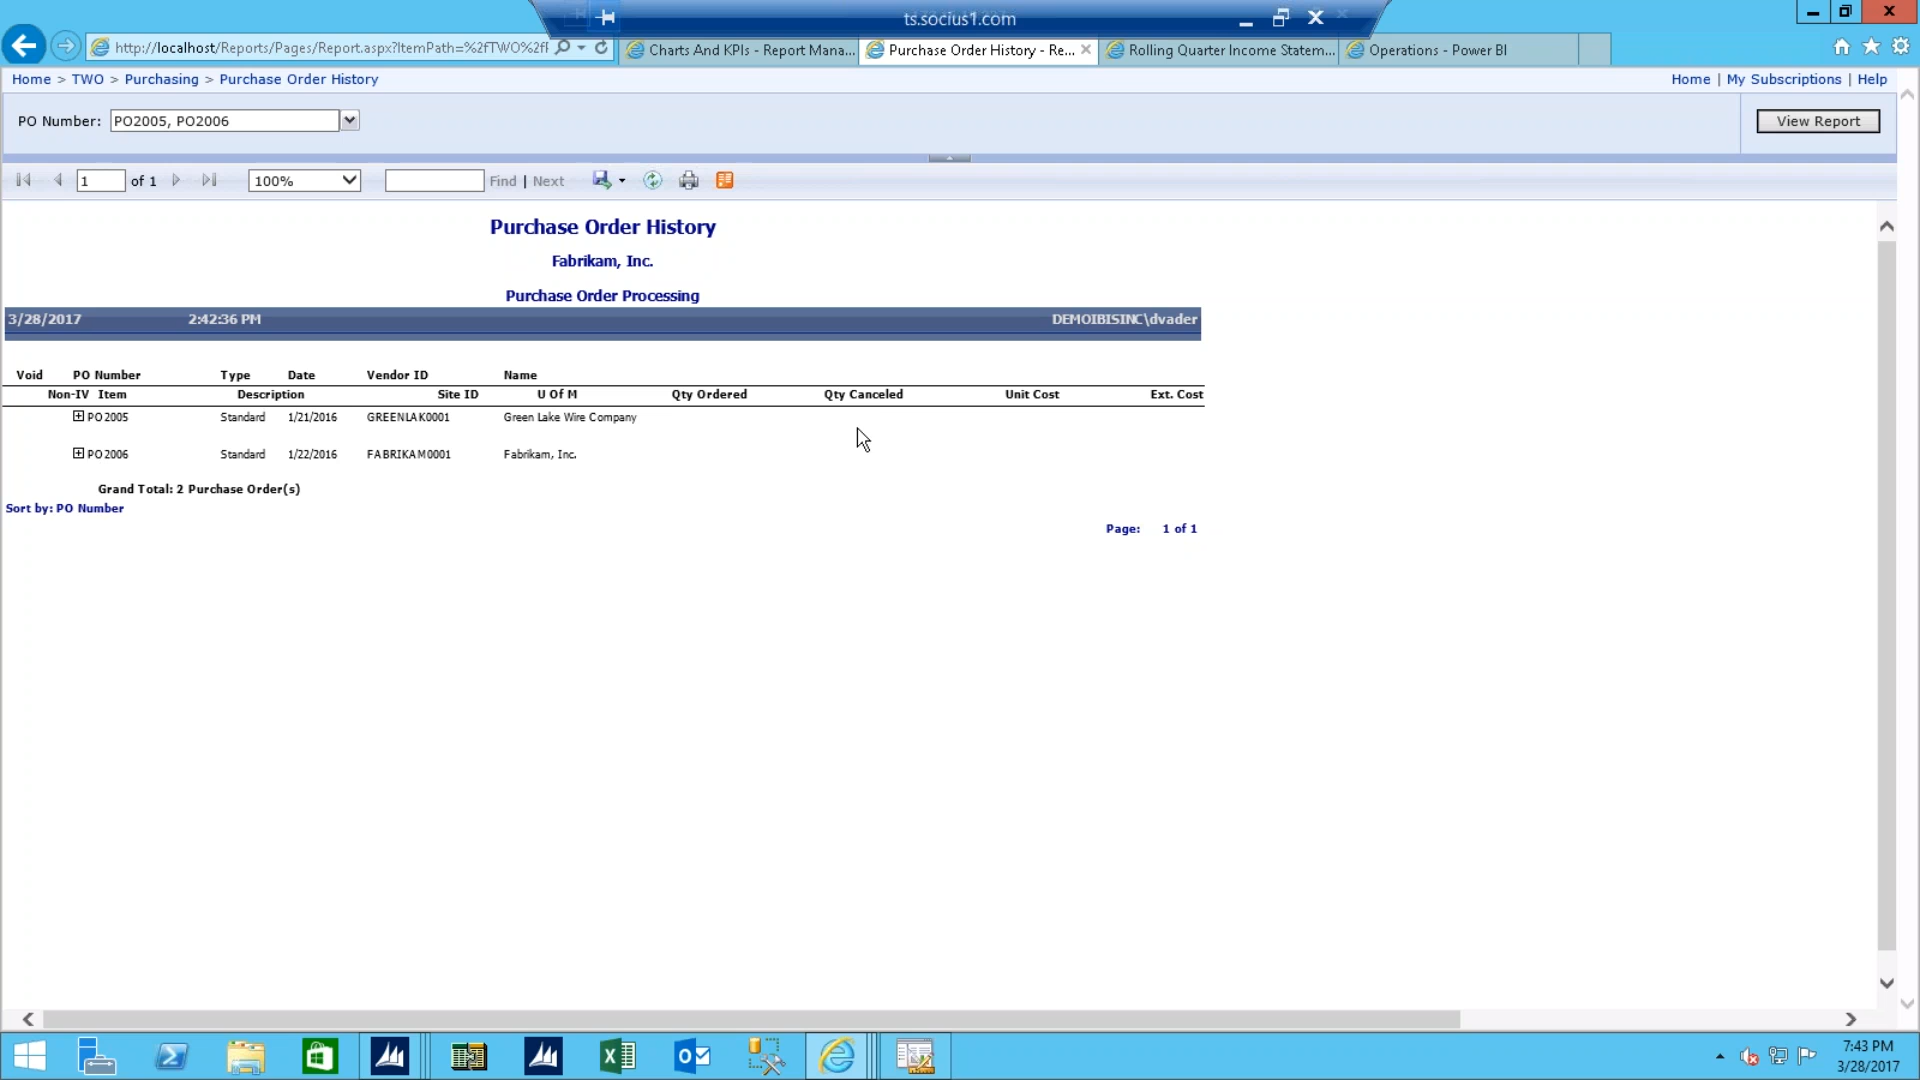 ts.socius1.com
http://localhost/Reports/Pages/Report.aspx?ItemPath=%2fTWO%2fI
Charts And KPIs - Report Mana...
Purchase Order History - Re...
Rolling Quarter Income Statem...
Operations - Power BI
Home > TWO > Purchasing > Purchase Order History
Home | My Subscriptions | Help
PO Number: PO2005, PO2006
View Report
1 of 1
100%
Find | Next
Purchase Order History
Fabrikam, Inc.
Purchase Order Processing
3/28/2017 2:42:36 PM DEMOIBISINC\dvader
Void PO Number Type Date Vendor ID Name
Non-IV Item Description Site ID U Of M Qty Ordered Qty Canceled Unit Cost Ext. Cost
PO2005 Standard 1/21/2016 GREENLAK0001 Green Lake Wire Company
PO2006 Standard 1/22/2016 FABRIKAM0001 Fabrikam, Inc.
Grand Total: 2 Purchase Order(s)
Sort by: PO Number
Page: 1 of 1
7:43 PM
3/28/2017